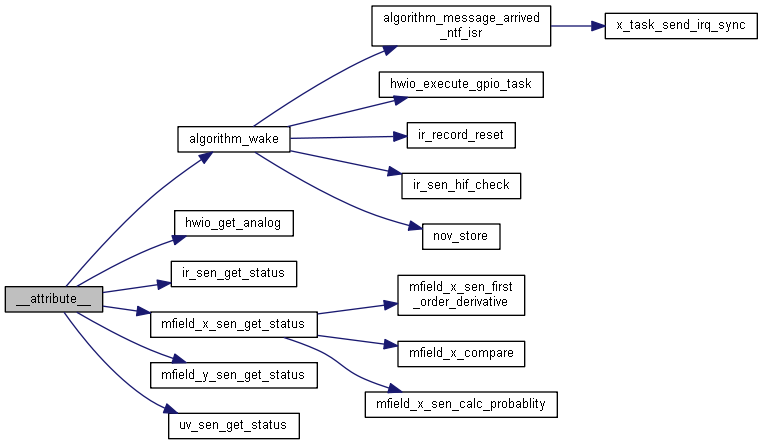 algorithm_message_arrived
_ntf_isr
x_task_send_irq_sync
hwio_execute_gpio_task
algorithm_wake
ir_record_reset
ir_sen_hif_check
hwio_get_analog
nov_store
ir_sen_get_status
__attribute__
mfield_x_sen_first
_order_derivative
mfield_x_sen_get_status
mfield_x_compare
mfield_y_sen_get_status
mfield_x_sen_calc_probablity
uv_sen_get_status